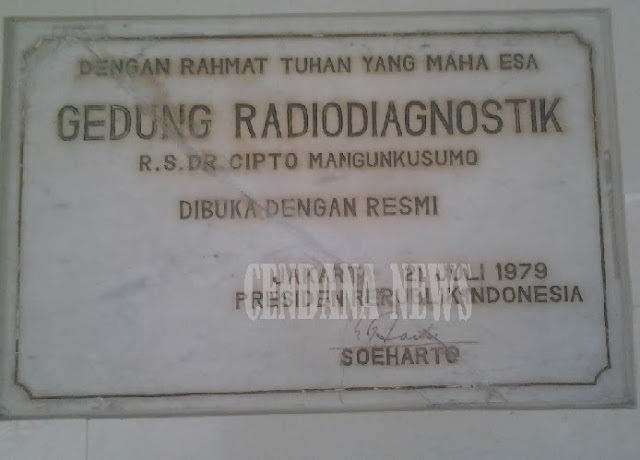 DENGAN RAHMAT TUHAN YANG MAHA ESA
GEDUNG RADIODIAGNOSTIK
R.S.DR.CIPTO MANGUNKUSUMO
DIBUKA DENGAN RESMI
JAKARTA, 21 JULI 1979
CENDANA NEWS
PRESIDEN REPUBLIK INDONESIA
SOEHARTO